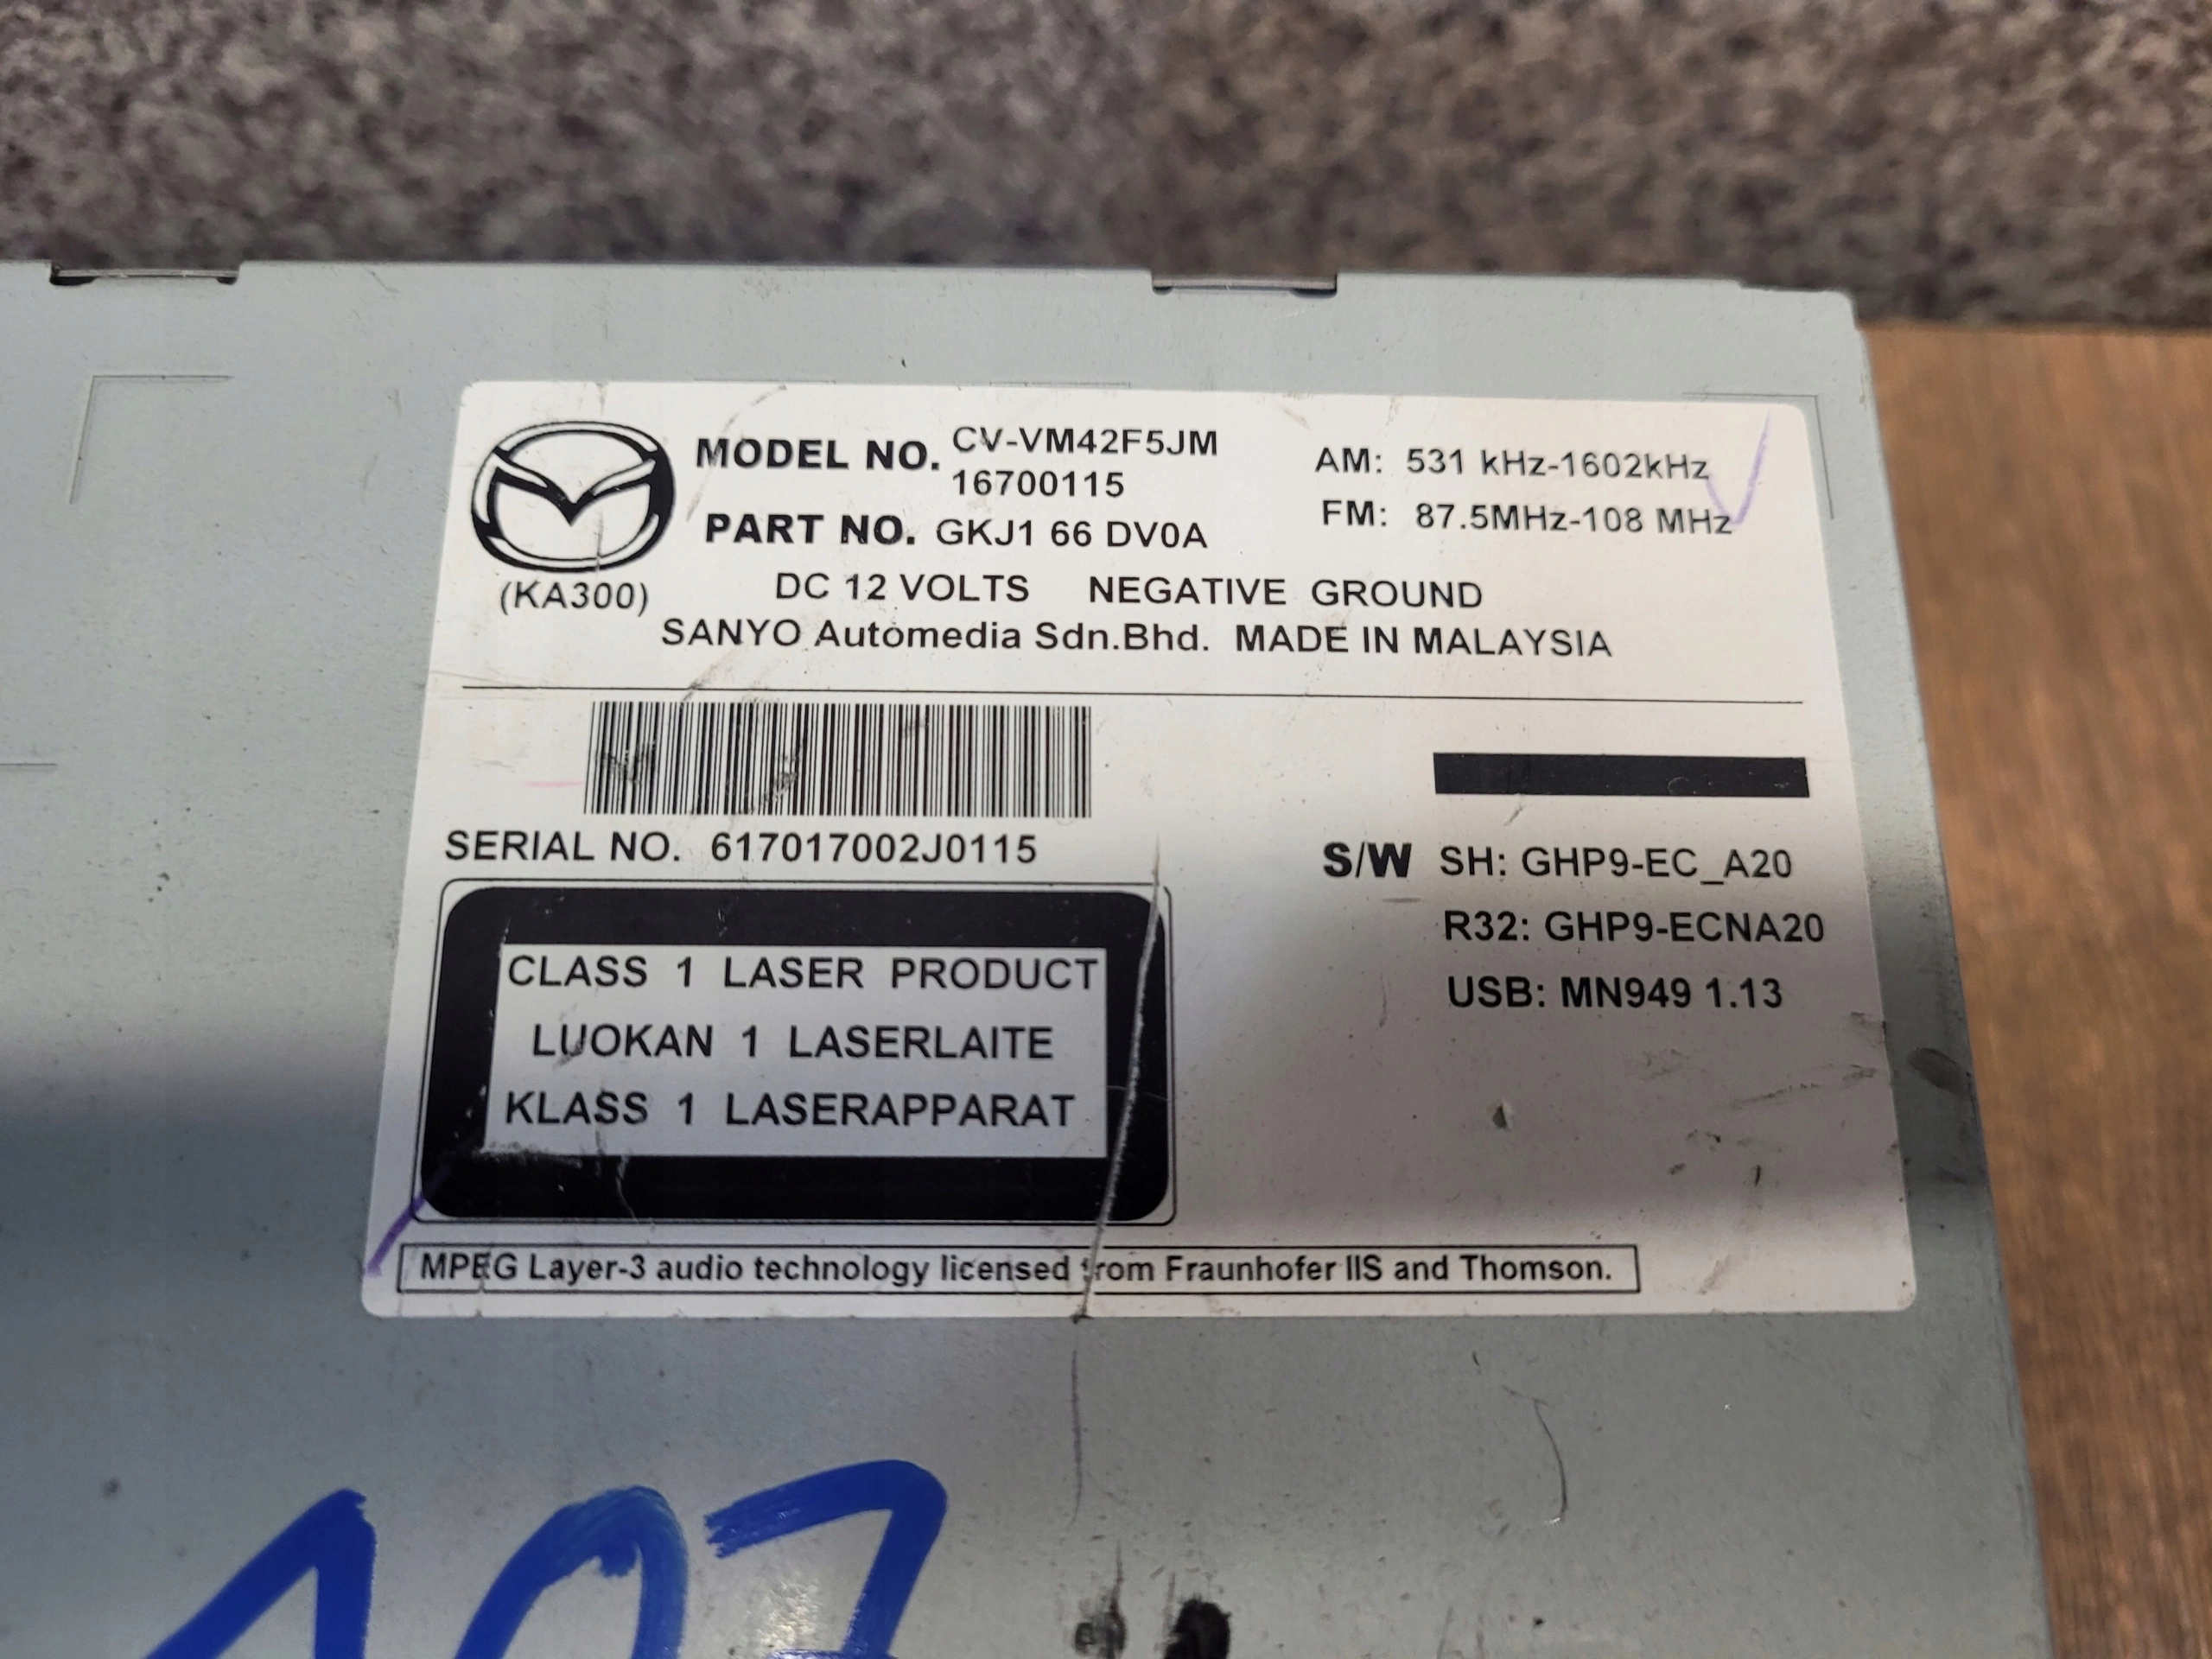 MODEL NO. CV-VM42F5JM
16700115
PART NO. GKJ1 66 DV0A
AM: 531 kHz-1602kHz
FM: 87.5MHz-108 MHz
(KA300)
DC 12 VOLTS NEGATIVE GROUND
SANYO Automedia Sdn.Bhd. MADE IN MALAYSIA
SERIAL NO. 617017002J0115
S/W SH: GHP9-EC_A20
R32: GHP9-ECNA20
USB: MN949 1.13
CLASS 1 LASER PRODUCT
LUOKAN 1 LASERLAITE
KLASS 1 LASERAPPARAT
MPEG Layer-3 audio technology licensed from Fraunhofer IIS and Thomson.